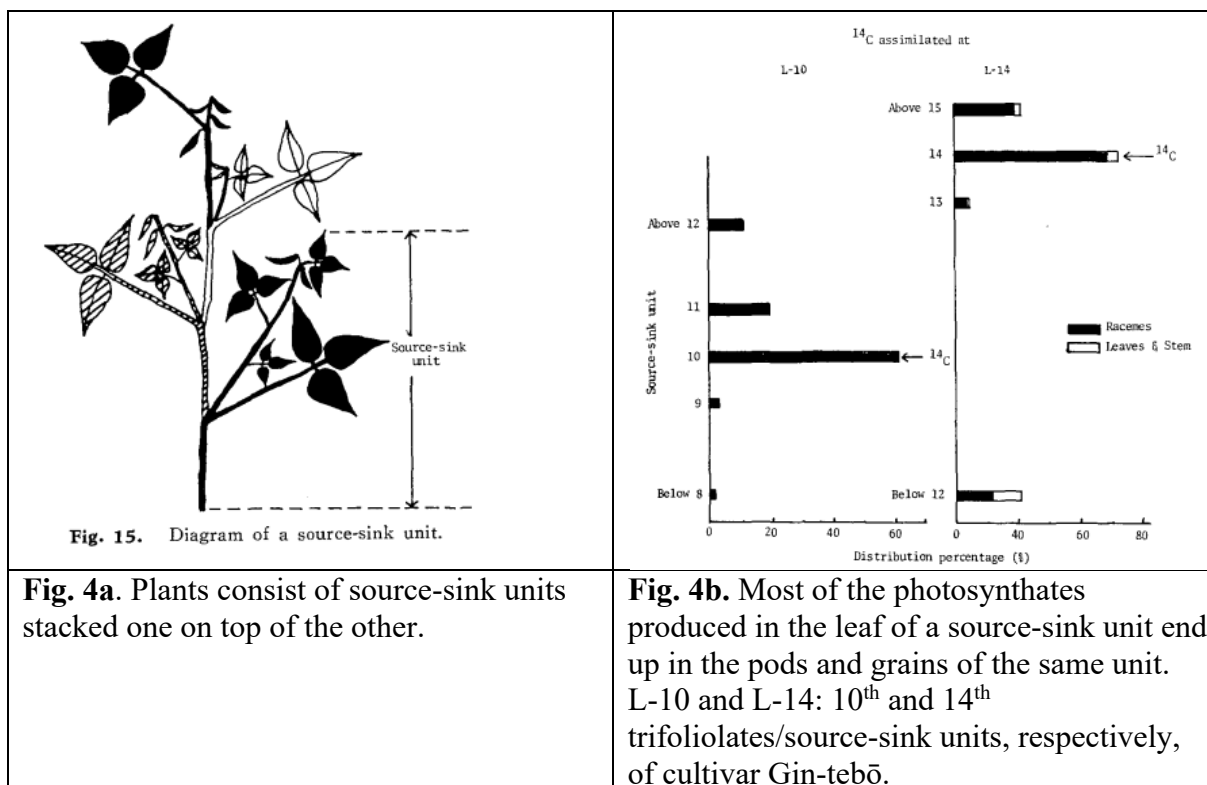 Source-sink
unit
Fig. 15. Diagram of a source-sink unit.
¹⁴C assimilated at
L-10
L-14
Above 15
14
¹⁴C
13
Above 12
11
10
¹⁴C
9
Below 8
Below 12
Source-sink unit
Racemes
Leaves & Stem
0 20 40 60
0 20 40 60 80
Distribution percentage (%)
Fig. 4a. Plants consist of source-sink units
stacked one on top of the other.
Fig. 4b. Most of the photosynthates
produced in the leaf of a source-sink unit end
up in the pods and grains of the same unit.
L-10 and L-14: 10th and 14th
trifoliolates/source-sink units, respectively,
of cultivar Gin-tebō.